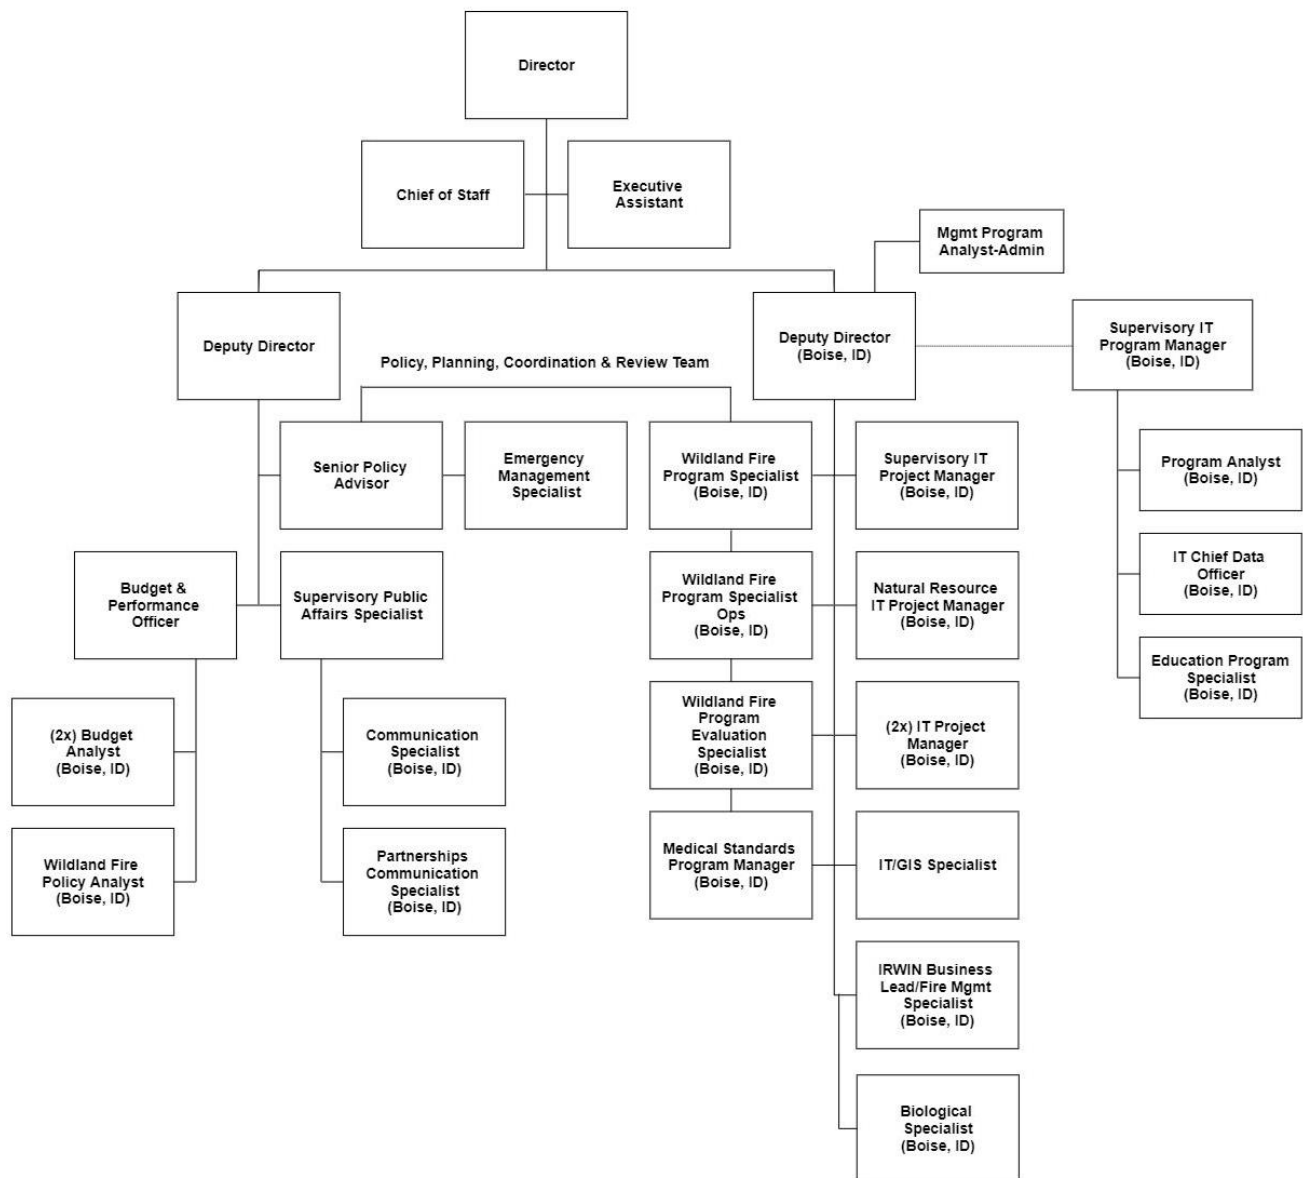 Director
Chief of Staff
Executive
Assistant
Mgmt Program
Analyst-Admin
Deputy Director
Deputy Director
(Boise, ID)
Supervisory IT
Program Manager
(Boise, ID)
Policy, Planning, Coordination & Review Team
Senior Policy
Advisor
Emergency
Management
Specialist
Wildland Fire
Program Specialist
(Boise, ID)
Supervisory IT
Project Manager
(Boise, ID)
Program Analyst
(Boise, ID)
Budget &
Performance
Officer
Supervisory Public
Affairs Specialist
Wildland Fire
Program Specialist
Ops
(Boise, ID)
Natural Resource
IT Project Manager
(Boise, ID)
IT Chief Data
Officer
(Boise, ID)
Education Program
Specialist
(Boise, ID)
(2x) Budget
Analyst
(Boise, ID)
Communication
Specialist
(Boise, ID)
Wildland Fire
Program
Evaluation
Specialist
(Boise, ID)
(2x) IT Project
Manager
(Boise, ID)
Wildland Fire
Policy Analyst
(Boise, ID)
Partnerships
Communication
Specialist
(Boise, ID)
Medical Standards
Program Manager
(Boise, ID)
IT/GIS Specialist
IRWIN Business
Lead/Fire Mgmt
Specialist
(Boise, ID)
Biological
Specialist
(Boise, ID)